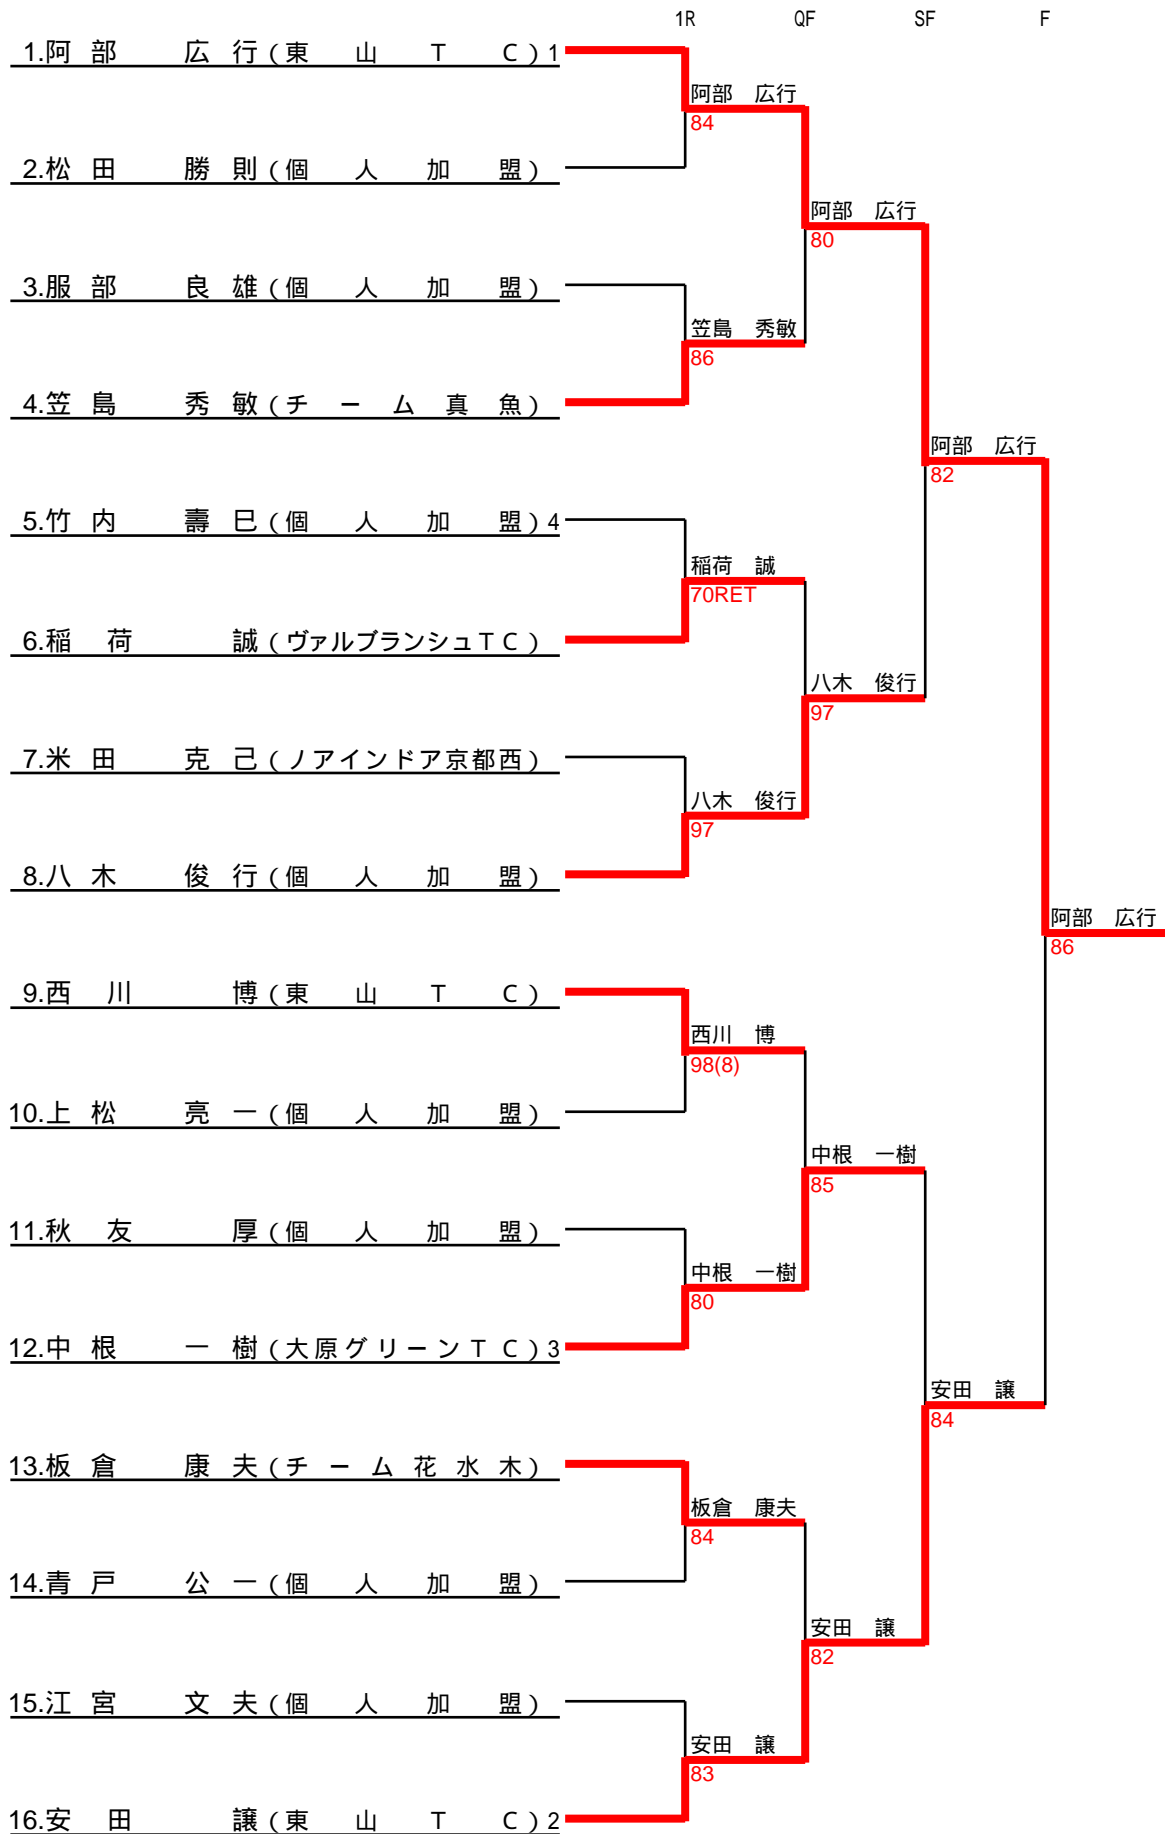 1R QF SF F
1.阿部 広行(東山TC)1
阿部 広行
84
2.松田 勝則(個人加盟)
阿部 広行
80
3.服部 良雄(個人加盟)
笠島 秀敏
86
4.笠島 秀敏(チーム真魚)
阿部 広行
82
5.竹内 壽巳(個人加盟)4
稲荷 誠
70RET
6.稲荷 誠(ヴァルブランシュTC)
八木 俊行
97
7.米田 克己(ノアインドア京都西)
八木 俊行
97
8.八木 俊行(個人加盟)
阿部 広行
86
9.西川 博(東山TC)
西川 博
98(8)
10.上松 亮一(個人加盟)
中根 一樹
85
11.秋友 厚(個人加盟)
中根 一樹
80
12.中根 一樹(大原グリーンTC)3
安田 譲
84
13.板倉 康夫(チーム花水木)
板倉 康夫
84
14.青戸 公一(個人加盟)
安田 譲
82
15.江宮 文夫(個人加盟)
安田 譲
83
16.安田 譲(東山TC)2